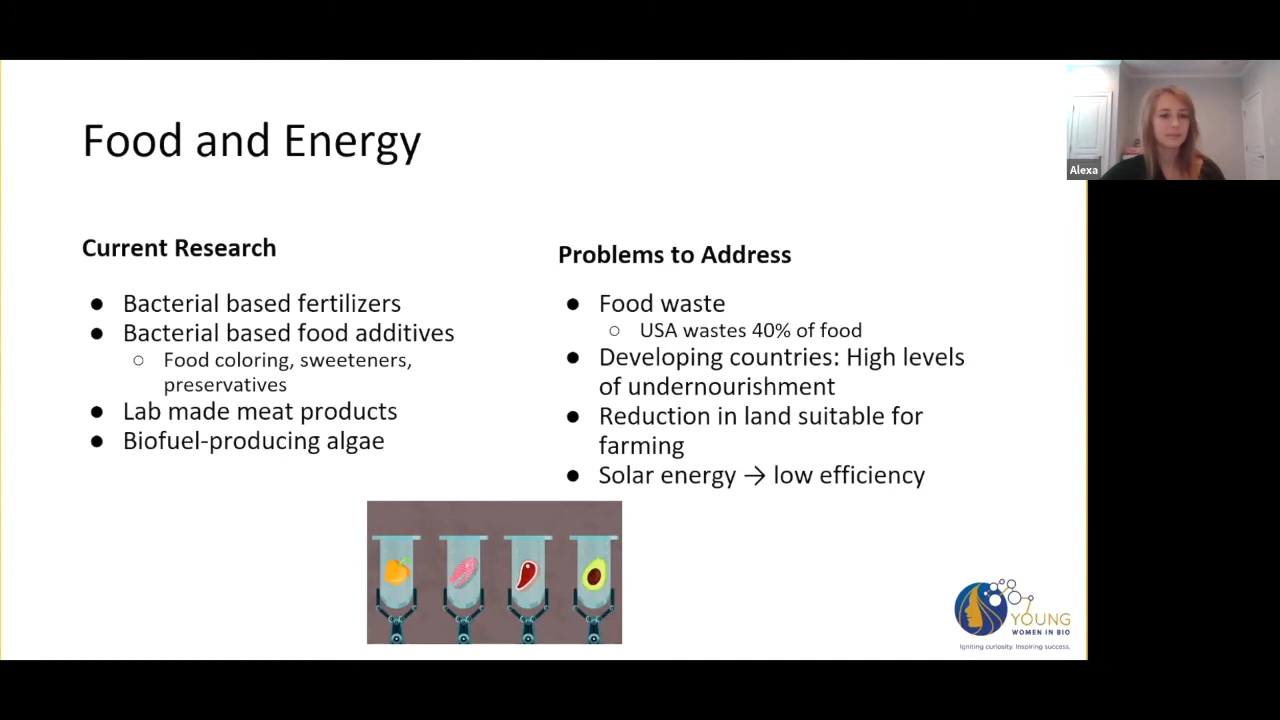 Food and Energy
Alexa
Current Research
● Bacterial based fertilizers
● Bacterial based food additives
○ Food coloring, sweeteners,
preservatives
● Lab made meat products
● Biofuel-producing algae
Problems to Address
● Food waste
○ USA wastes 40% of food
● Developing countries: High levels
of undernourishment
● Reduction in land suitable for
farming
● Solar energy → low efficiency
YOUNG
WOMEN IN BIO
Igniting curiosity. Inspiring success.